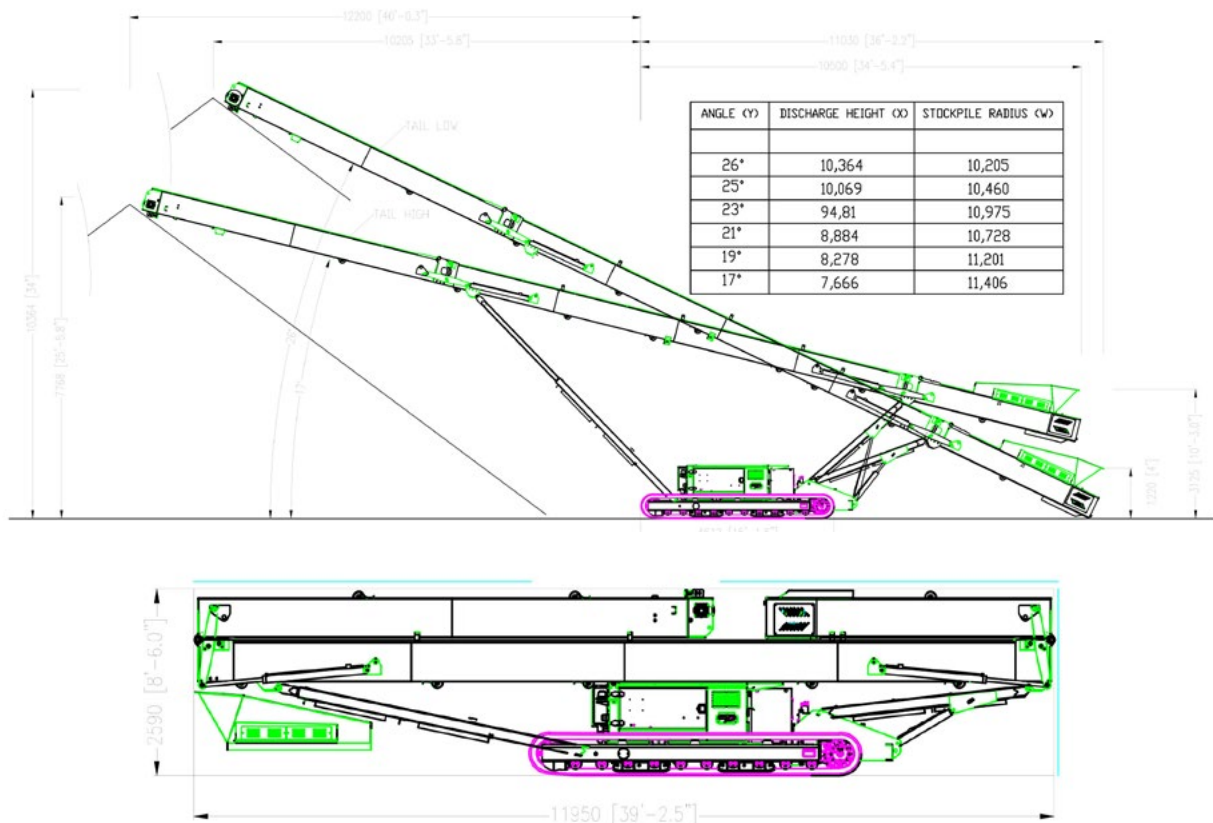 12200 [40'-0.3"]
10205 [33'-5.8"]
11030 [36'-2.2"]
10500 [34'-5.4"]
ANGLE (Y) DISCHARGE HEIGHT (X) STOCKPILE RADIUS (W)
26° 10,364 10,205
25° 10,069 10,460
23° 94,81 10,975
21° 8,884 10,728
19° 8,278 11,201
17° 7,666 11,406
TAIL LOW
TAIL HIGH
10364 [34']
7768 [25'-5.8"]
26°
17°
1220 [4']
3125 [10'-3.0"]
2590 [8'-6.0"]
11950 [39'-2.5"]